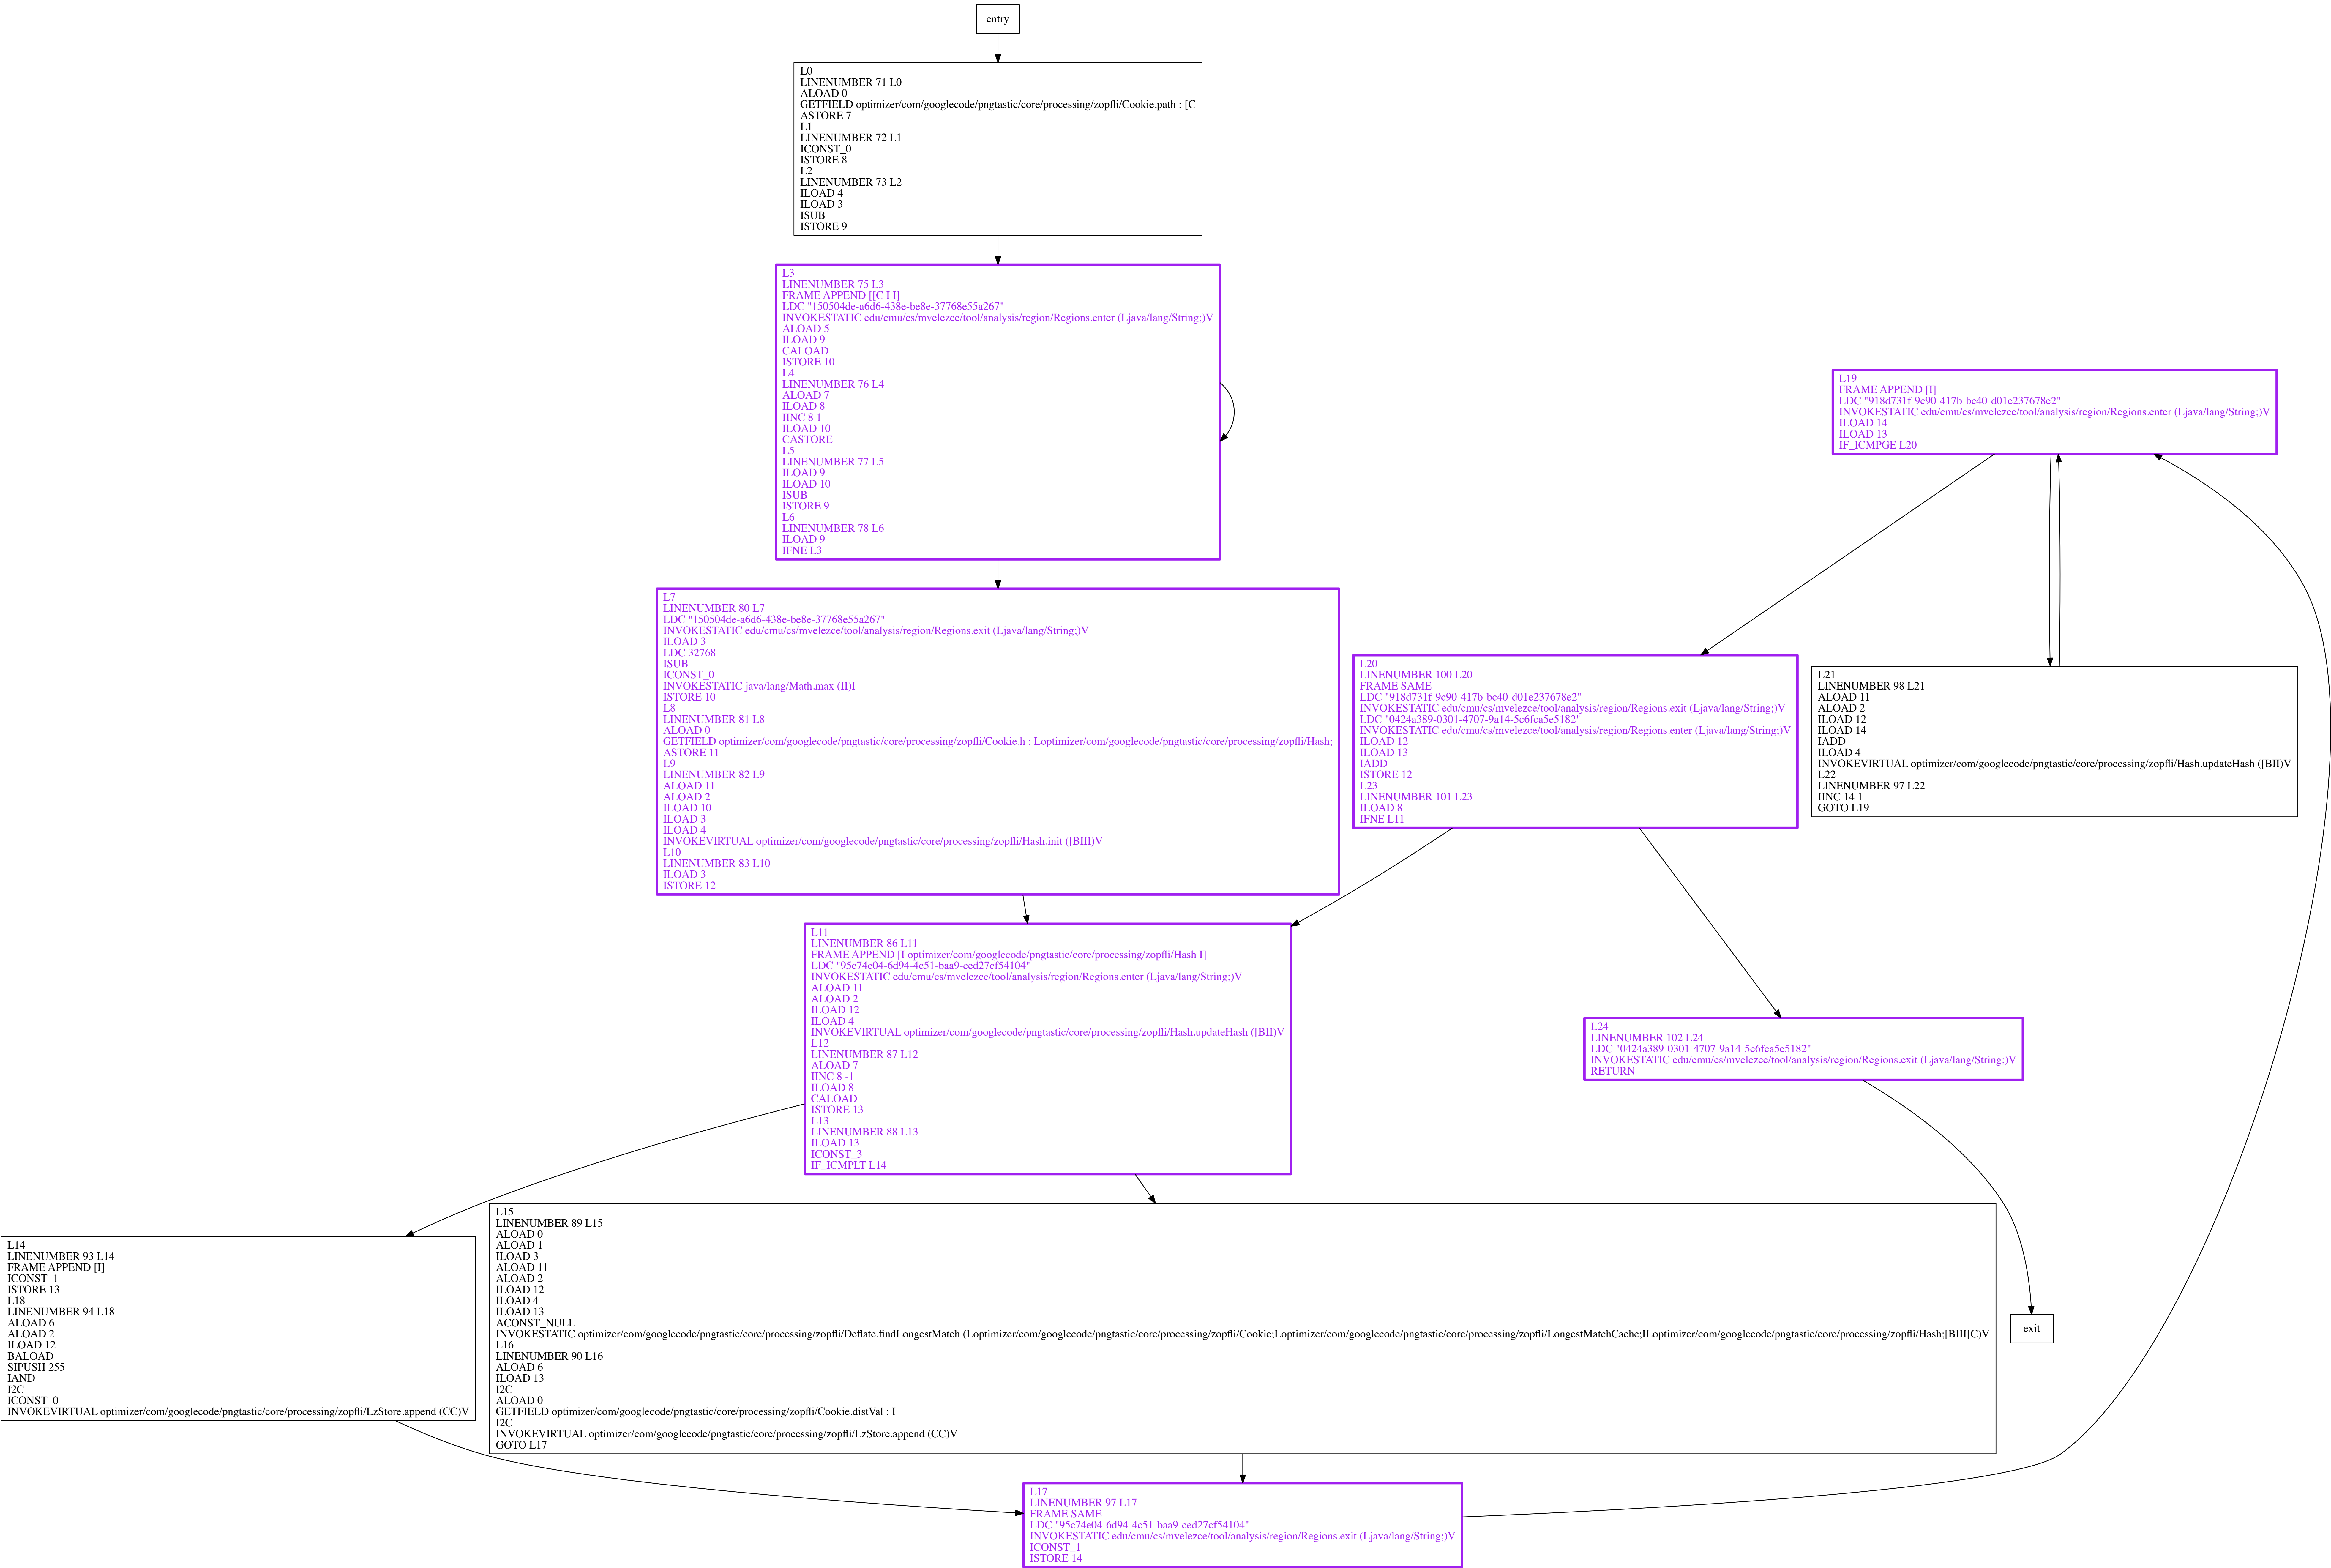 entry
L0
LINENUMBER 71 L0
ALOAD 0
GETFIELD optimizer/com/googlecode/pngtastic/core/processing/zopfli/Cookie.path : [C
ASTORE 7
L1
LINENUMBER 72 L1
ICONST_0
ISTORE 8
L2
LINENUMBER 73 L2
ILOAD 4
ILOAD 3
ISUB
ISTORE 9
L3
LINENUMBER 75 L3
FRAME APPEND [[C I I]
LDC "150504de-a6d6-438e-be8e-37768e55a267"
INVOKESTATIC edu/cmu/cs/mvelezce/tool/analysis/region/Regions.enter (Ljava/lang/String;)V
ALOAD 5
ILOAD 9
CALOAD
ISTORE 10
L4
LINENUMBER 76 L4
ALOAD 7
ILOAD 8
IINC 8 1
ILOAD 10
CASTORE
L5
LINENUMBER 77 L5
ILOAD 9
ILOAD 10
ISUB
ISTORE 9
L6
LINENUMBER 78 L6
ILOAD 9
IFNE L3
L19
FRAME APPEND [I]
LDC "918d731f-9c90-417b-bc40-d01e237678e2"
INVOKESTATIC edu/cmu/cs/mvelezce/tool/analysis/region/Regions.enter (Ljava/lang/String;)V
ILOAD 14
ILOAD 13
IF_ICMPGE L20
L7
LINENUMBER 80 L7
LDC "150504de-a6d6-438e-be8e-37768e55a267"
INVOKESTATIC edu/cmu/cs/mvelezce/tool/analysis/region/Regions.exit (Ljava/lang/String;)V
ILOAD 3
LDC 32768
ISUB
ICONST_0
INVOKESTATIC java/lang/Math.max (II)I
ISTORE 10
L8
LINENUMBER 81 L8
ALOAD 0
GETFIELD optimizer/com/googlecode/pngtastic/core/processing/zopfli/Cookie.h : Loptimizer/com/googlecode/pngtastic/core/processing/zopfli/Hash;
ASTORE 11
L9
LINENUMBER 82 L9
ALOAD 11
ALOAD 2
ILOAD 10
ILOAD 3
ILOAD 4
INVOKEVIRTUAL optimizer/com/googlecode/pngtastic/core/processing/zopfli/Hash.init ([BIII)V
L10
LINENUMBER 83 L10
ILOAD 3
ISTORE 12
L20
LINENUMBER 100 L20
FRAME SAME
LDC "918d731f-9c90-417b-bc40-d01e237678e2"
INVOKESTATIC edu/cmu/cs/mvelezce/tool/analysis/region/Regions.exit (Ljava/lang/String;)V
LDC "0424a389-0301-4707-9a14-5c6fca5e5182"
INVOKESTATIC edu/cmu/cs/mvelezce/tool/analysis/region/Regions.enter (Ljava/lang/String;)V
ILOAD 12
ILOAD 13
IADD
ISTORE 12
L23
LINENUMBER 101 L23
ILOAD 8
IFNE L11
L21
LINENUMBER 98 L21
ALOAD 11
ALOAD 2
ILOAD 12
ILOAD 14
IADD
ILOAD 4
INVOKEVIRTUAL optimizer/com/googlecode/pngtastic/core/processing/zopfli/Hash.updateHash ([BII)V
L22
LINENUMBER 97 L22
IINC 14 1
GOTO L19
L11
LINENUMBER 86 L11
FRAME APPEND [I optimizer/com/googlecode/pngtastic/core/processing/zopfli/Hash I]
LDC "95c74e04-6d94-4c51-baa9-ced27cf54104"
INVOKESTATIC edu/cmu/cs/mvelezce/tool/analysis/region/Regions.enter (Ljava/lang/String;)V
ALOAD 11
ALOAD 2
ILOAD 12
ILOAD 4
INVOKEVIRTUAL optimizer/com/googlecode/pngtastic/core/processing/zopfli/Hash.updateHash ([BII)V
L12
LINENUMBER 87 L12
ALOAD 7
IINC 8 -1
ILOAD 8
CALOAD
ISTORE 13
L13
LINENUMBER 88 L13
ILOAD 13
ICONST_3
IF_ICMPLT L14
L24
LINENUMBER 102 L24
LDC "0424a389-0301-4707-9a14-5c6fca5e5182"
INVOKESTATIC edu/cmu/cs/mvelezce/tool/analysis/region/Regions.exit (Ljava/lang/String;)V
RETURN
L14
LINENUMBER 93 L14
FRAME APPEND [I]
ICONST_1
ISTORE 13
L18
LINENUMBER 94 L18
ALOAD 6
ALOAD 2
ILOAD 12
BALOAD
SIPUSH 255
IAND
I2C
ICONST_0
INVOKEVIRTUAL optimizer/com/googlecode/pngtastic/core/processing/zopfli/LzStore.append (CC)V
L15
LINENUMBER 89 L15
ALOAD 0
ALOAD 1
ILOAD 3
ALOAD 11
ALOAD 2
ILOAD 12
ILOAD 4
ILOAD 13
ACONST_NULL
INVOKESTATIC optimizer/com/googlecode/pngtastic/core/processing/zopfli/Deflate.findLongestMatch (Loptimizer/com/googlecode/pngtastic/core/processing/zopfli/Cookie;Loptimizer/com/googlecode/pngtastic/core/processing/zopfli/LongestMatchCache;ILoptimizer/com/googlecode/pngtastic/core/processing/zopfli/Hash;[BIII[C)V
L16
LINENUMBER 90 L16
ALOAD 6
ILOAD 13
I2C
ALOAD 0
GETFIELD optimizer/com/googlecode/pngtastic/core/processing/zopfli/Cookie.distVal : I
I2C
INVOKEVIRTUAL optimizer/com/googlecode/pngtastic/core/processing/zopfli/LzStore.append (CC)V
GOTO L17
exit
L17
LINENUMBER 97 L17
FRAME SAME
LDC "95c74e04-6d94-4c51-baa9-ced27cf54104"
INVOKESTATIC edu/cmu/cs/mvelezce/tool/analysis/region/Regions.exit (Ljava/lang/String;)V
ICONST_1
ISTORE 14